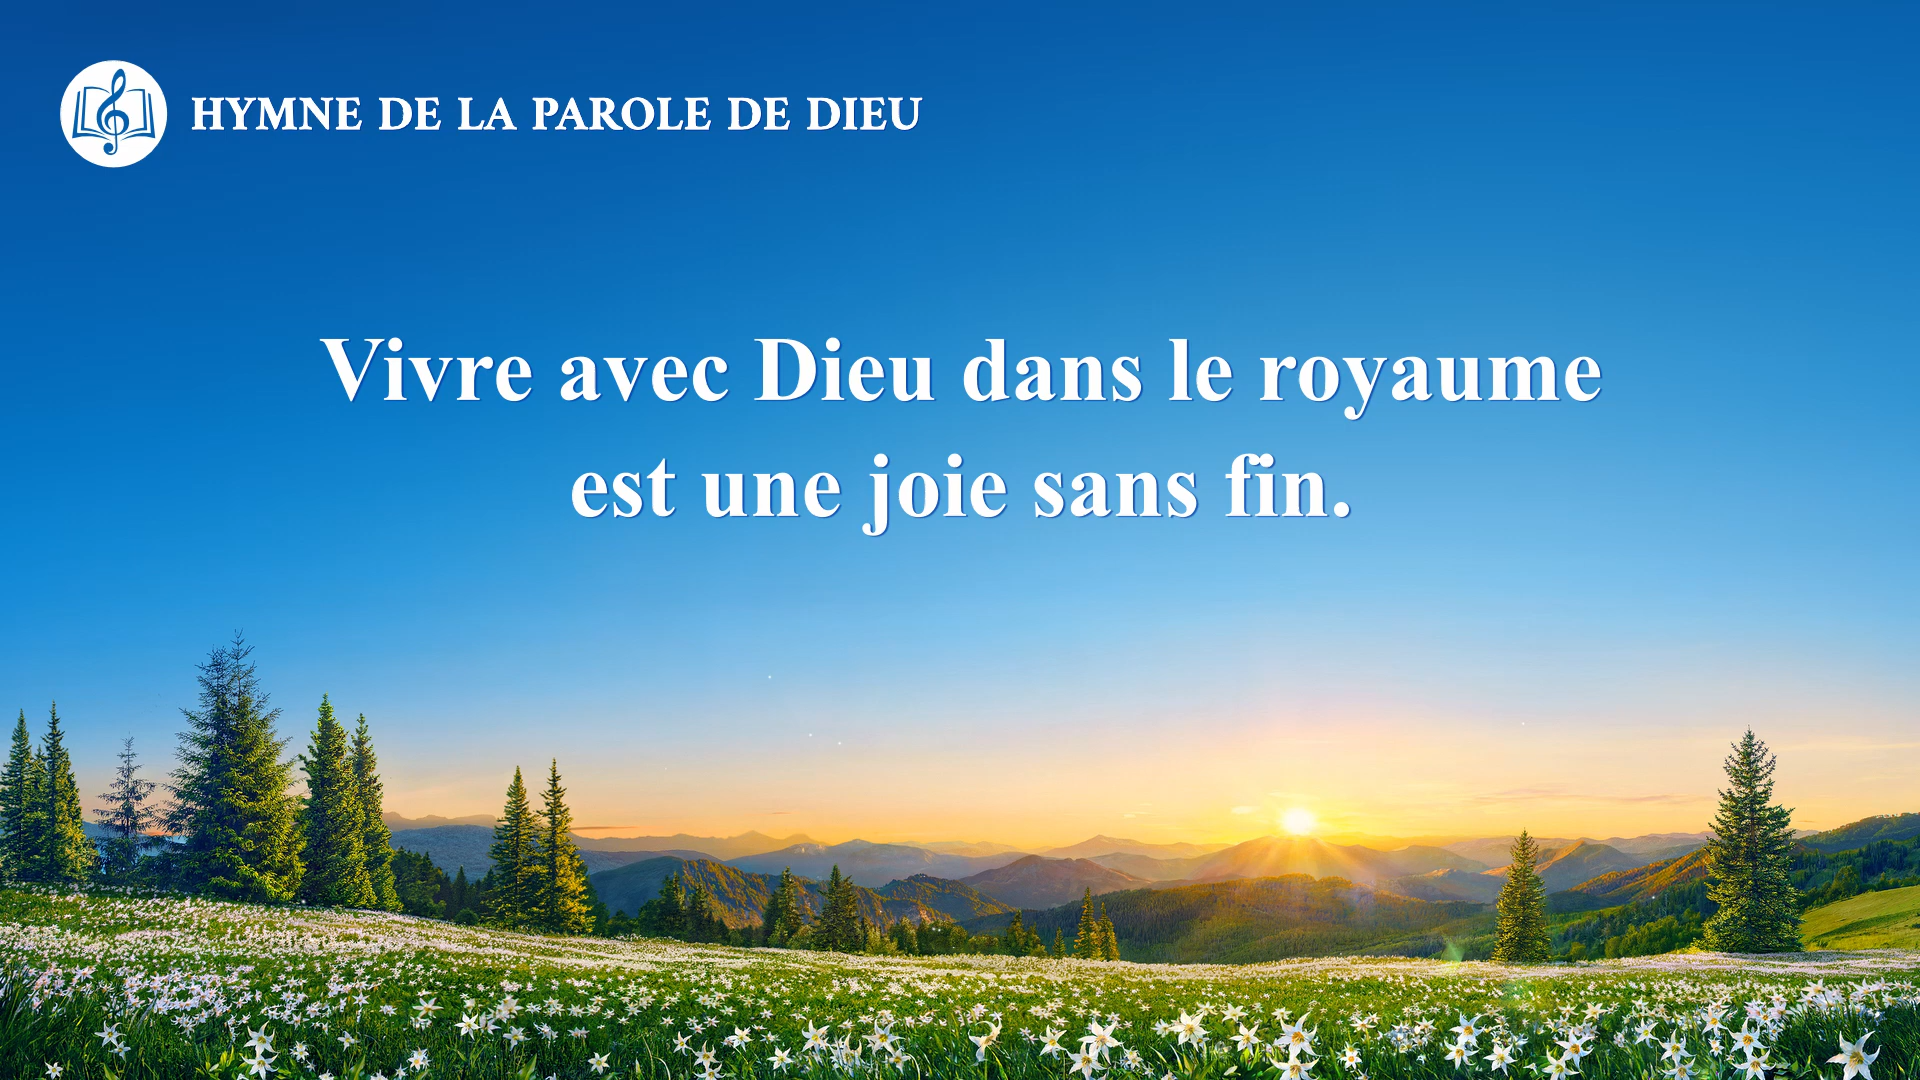 HYMNE DE LA PAROLE DE DIEU
Vivre avec Dieu dans le royaume
est une joie sans fin.